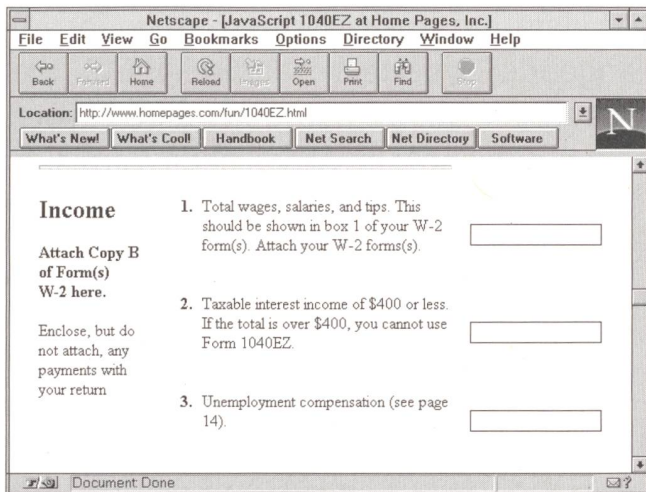 Netscape - [JavaScript 1040EZ at Home Pages, Inc.]
File Edit View Go Bookmarks Options Directory Window Help
Back Forward Home Reload Images Open Print Find Stop
Location: http://www.homepages.com/fun/1040EZ.html
N
What's New! What's Cool! Handbook Net Search Net Directory Software
Income
Attach Copy B
of Form(s)
W-2 here.
Enclose, but do
not attach, any
payments with
your return
1. Total wages, salaries, and tips. This
should be shown in box 1 of your W-2
form(s). Attach your W-2 forms(s).
2. Taxable interest income of $400 or less.
If the total is over $400, you cannot use
Form 1040EZ.
3. Unemployment compensation (see page
14).
Document: Done
?